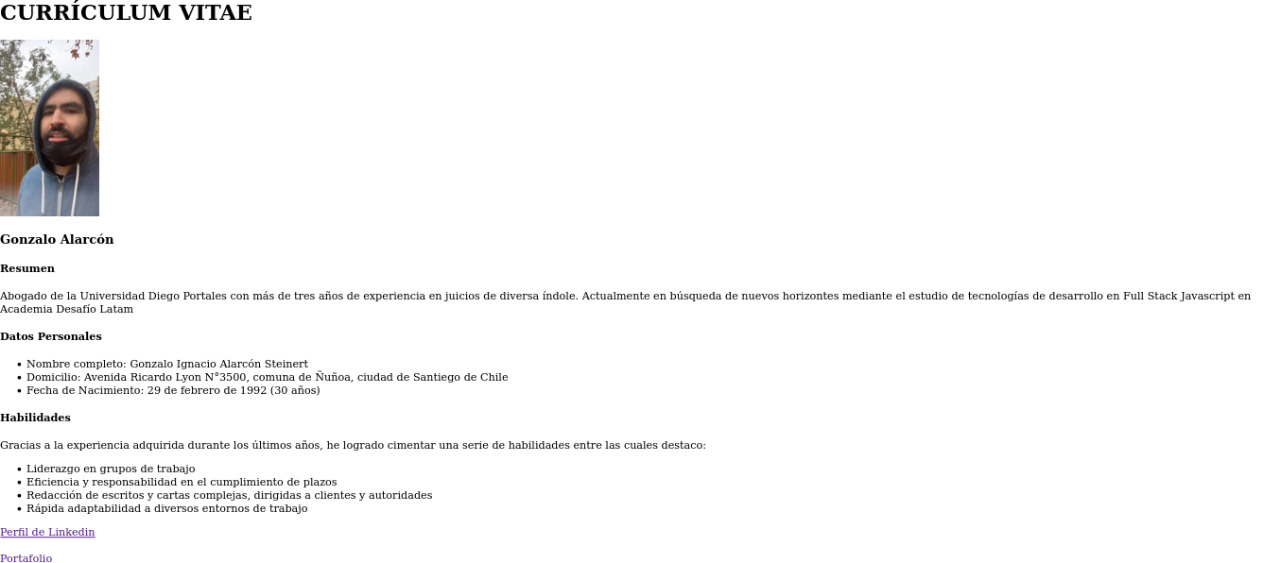 CURRÍCULUM VITAE
Gonzalo Alarcón
Resumen
Abogado de la Universidad Diego Portales con más de tres años de experiencia en juicios de diversa índole. Actualmente en búsqueda de nuevos horizontes mediante el estudio de tecnologías de desarrollo en Full Stack Javascript en
Academia Desafío Latam
Datos Personales
• Nombre completo: Gonzalo Ignacio Alarcón Steinert
• Domicilio: Avenida Ricardo Lyon N°3500, comuna de Ñuñoa, ciudad de Santiego de Chile
• Fecha de Nacimiento: 29 de febrero de 1992 (30 años)
Habilidades
Gracias a la experiencia adquirida durante los últimos años, he logrado cimentar una serie de habilidades entre las cuales destaco:
• Liderazgo en grupos de trabajo
• Eficiencia y responsabilidad en el cumplimiento de plazos
• Redacción de escritos y cartas complejas, dirigidas a clientes y autoridades
• Rápida adaptabilidad a diversos entornos de trabajo
Perfil de Linkedin
Portafolio